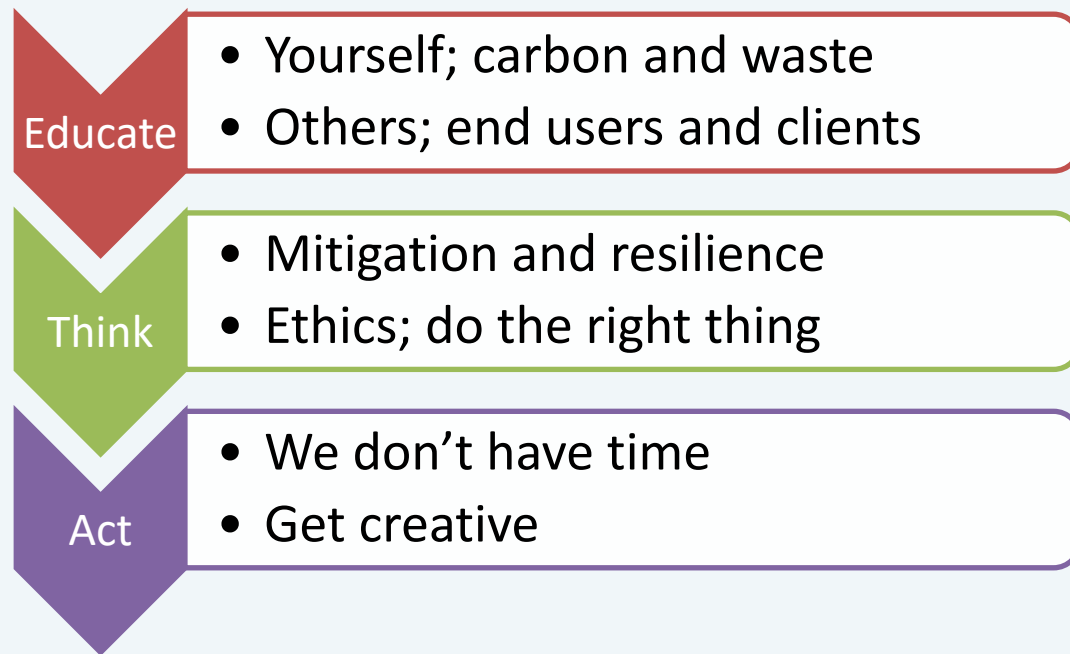 Educate
• Yourself; carbon and waste
• Others; end users and clients
Think
• Mitigation and resilience
• Ethics; do the right thing
Act
• We don’t have time
• Get creative